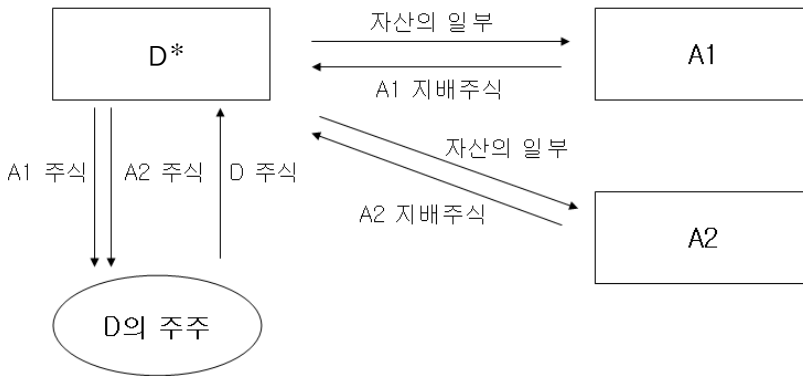 자산의 일부
D*
A1
A1 지배주식
자산의 일부
A1 주식
A2 주식
D 주식
A2 지배주식
A2
D의 주주